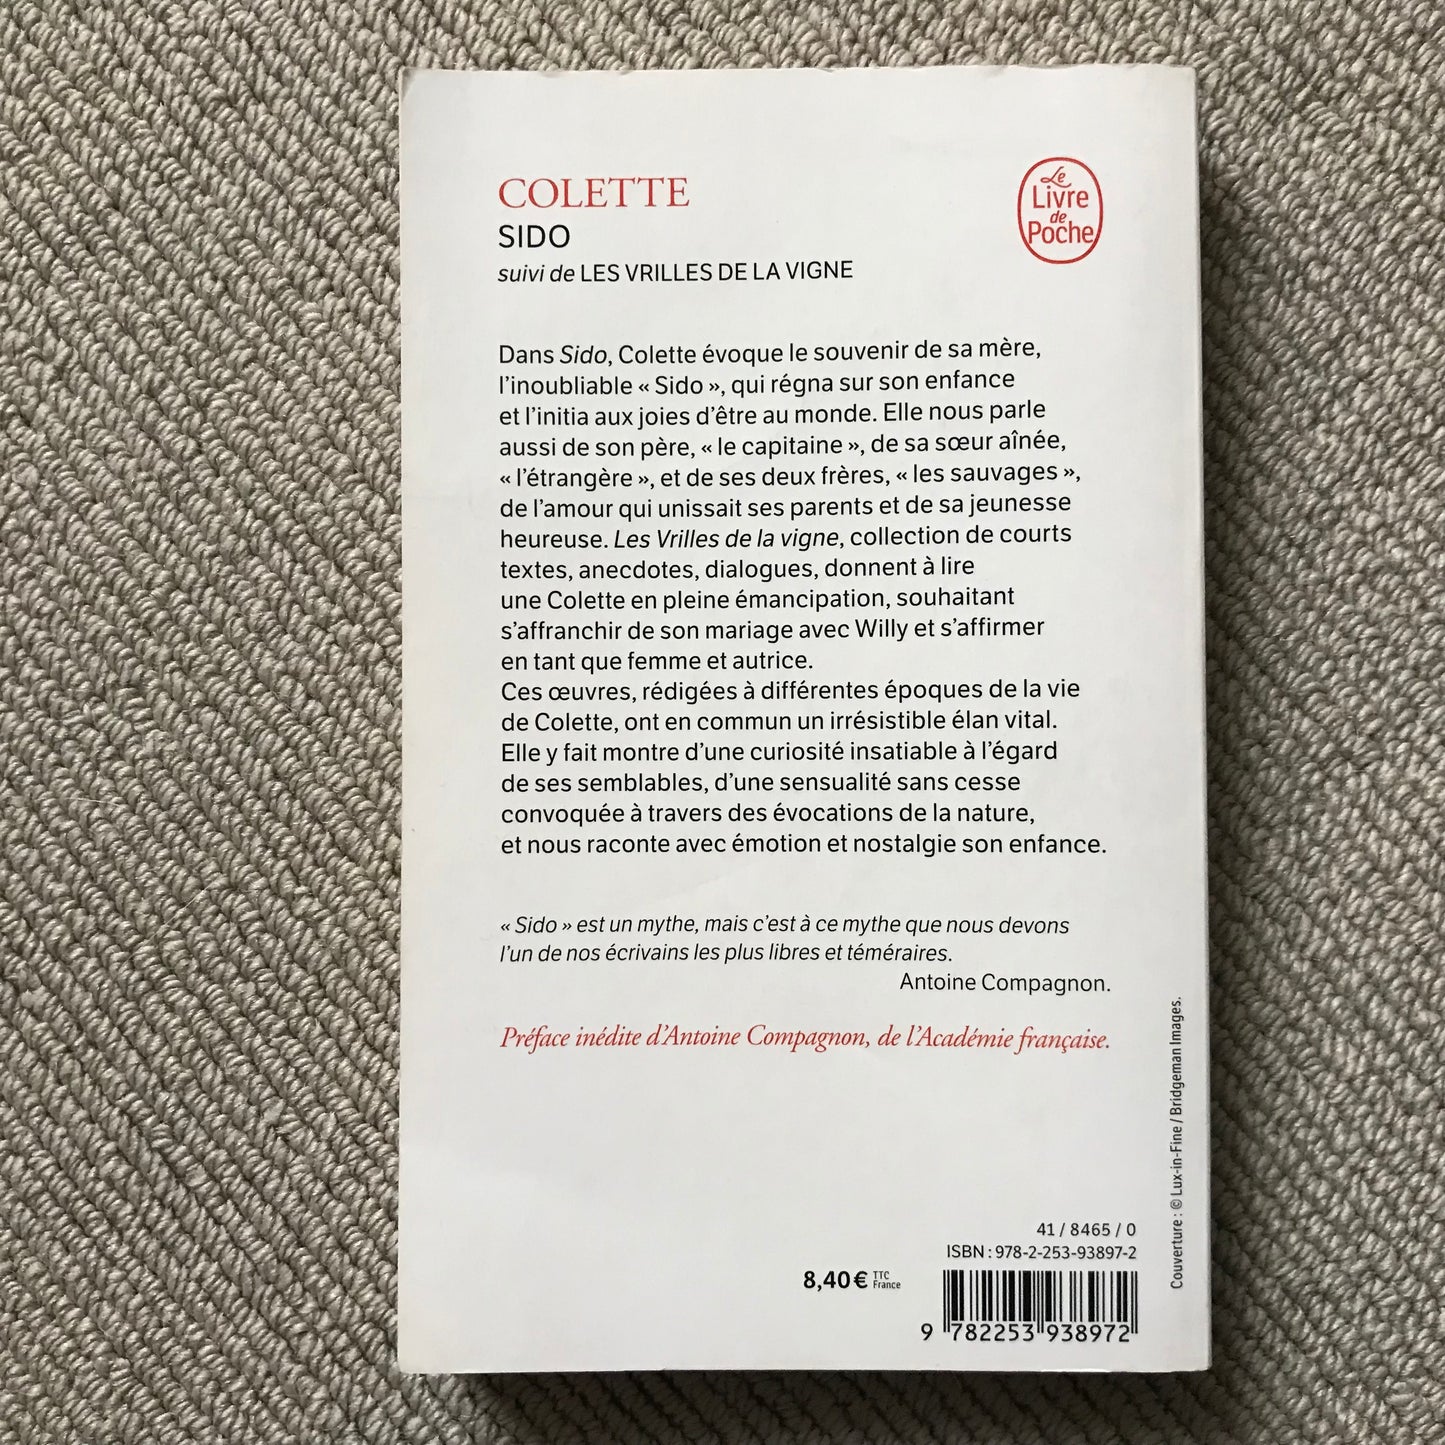 COLETTE
SIDO
suivi de LES VRILLES DE LA VIGNE
Le
Livre
de
Poche
Dans Sido, Colette évoque le souvenir de sa mère,
l'inoubliable « Sido », qui régna sur son enfance
et l'initia aux joies d'être au monde. Elle nous parle
aussi de son père, « le capitaine », de sa sœur aînée,
« l'étrangère », et de ses deux frères, « les sauvages »,
de l'amour qui unissait ses parents et de sa jeunesse
heureuse. Les Vrilles de la vigne, collection de courts
textes, anecdotes, dialogues, donnent à lire
une Colette en pleine émancipation, souhaitant
s'affranchir de son mariage avec Willy et s'affirmer
en tant que femme et autrice.
Ces œuvres, rédigées à différentes époques de la vie
de Colette, ont en commun un irrésistible élan vital.
Elle y fait montre d'une curiosité insatiable à l'égard
de ses semblables, d'une sensualité sans cesse
convoquée à travers des évocations de la nature,
et nous raconte avec émotion et nostalgie son enfance.
« Sido » est un mythe, mais c'est à ce mythe que nous devons
l'un de nos écrivains les plus libres et téméraires.
Antoine Compagnon.
Préface inédite d'Antoine Compagnon, de l'Académie française.
Couverture : © Lux-in-Fine / Bridgeman Images.
41 / 8465 / 0
ISBN : 978-2-253-93897-2
8,40 € TTC
France
9 782253 938972